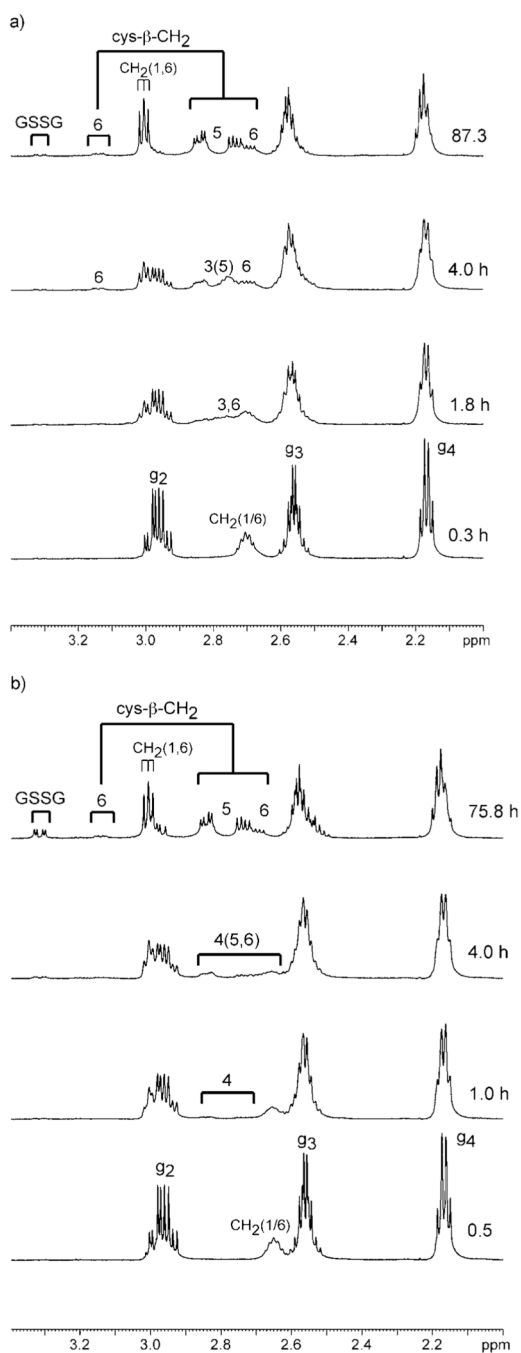 a)
cys-β-CH2
CH2(1,6)
GSSG
6
5
6
87.3
6
3(5)
6
4.0 h
3,6
1.8 h
g2
CH2(1/6)
g3
g4
0.3 h
3.2
3.0
2.8
2.6
2.4
2.2
ppm
b)
cys-β-CH2
CH2(1,6)
GSSG
6
5
6
75.8 h
4(5,6)
4.0 h
4
1.0 h
g2
CH2(1/6)
g3
g4
0.5
3.2
3.0
2.8
2.6
2.4
2.2
ppm